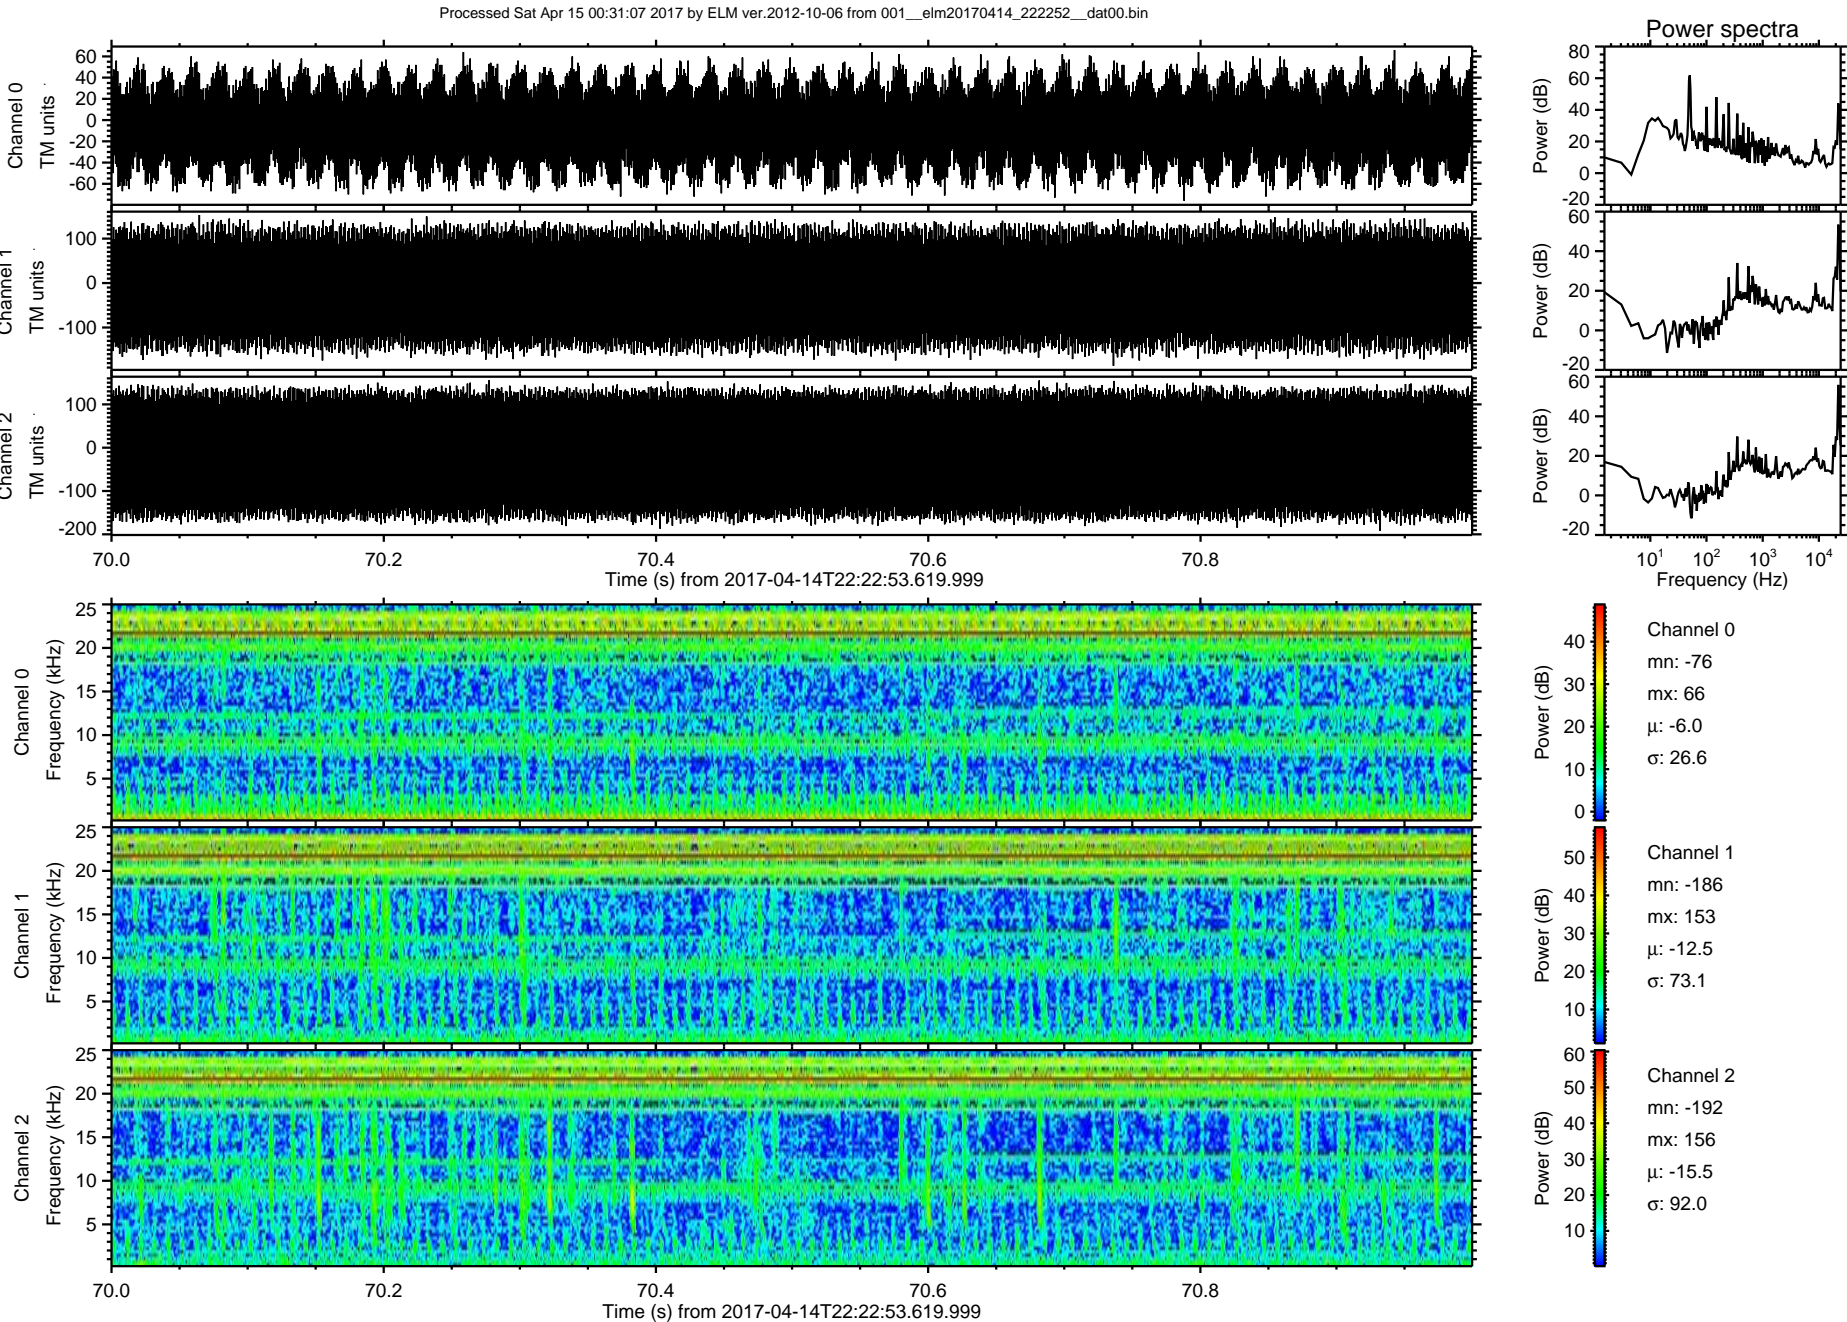 Processed Sat Apr 15 00:31:07 2017 by ELM ver.2012-10-06 from 001__elm20170414_222252__dat00.bin
Power spectra
Channel 0
TM units
60
40
20
0
-20
-40
-60
Power (dB)
80
60
40
20
0
-20
Channel 1
TM units
100
0
-100
Power (dB)
60
40
20
0
-20
Channel 2
TM units
100
0
-100
-200
Power (dB)
60
40
20
0
-20
70.0 70.2 70.4 70.6 70.8
Time (s) from 2017-04-14T22:22:53.619.999
10^1 10^2 10^3 10^4
Frequency (Hz)
Channel 0
Frequency (kHz)
25
20
15
10
5
Power (dB)
40
30
20
10
0
Channel 0
mn: -76
mx: 66
μ: -6.0
σ: 26.6
Channel 1
Frequency (kHz)
25
20
15
10
5
Power (dB)
50
40
30
20
10
Channel 1
mn: -186
mx: 153
μ: -12.5
σ: 73.1
Channel 2
Frequency (kHz)
25
20
15
10
5
Power (dB)
60
50
40
30
20
10
Channel 2
mn: -192
mx: 156
μ: -15.5
σ: 92.0
70.0 70.2 70.4 70.6 70.8
Time (s) from 2017-04-14T22:22:53.619.999